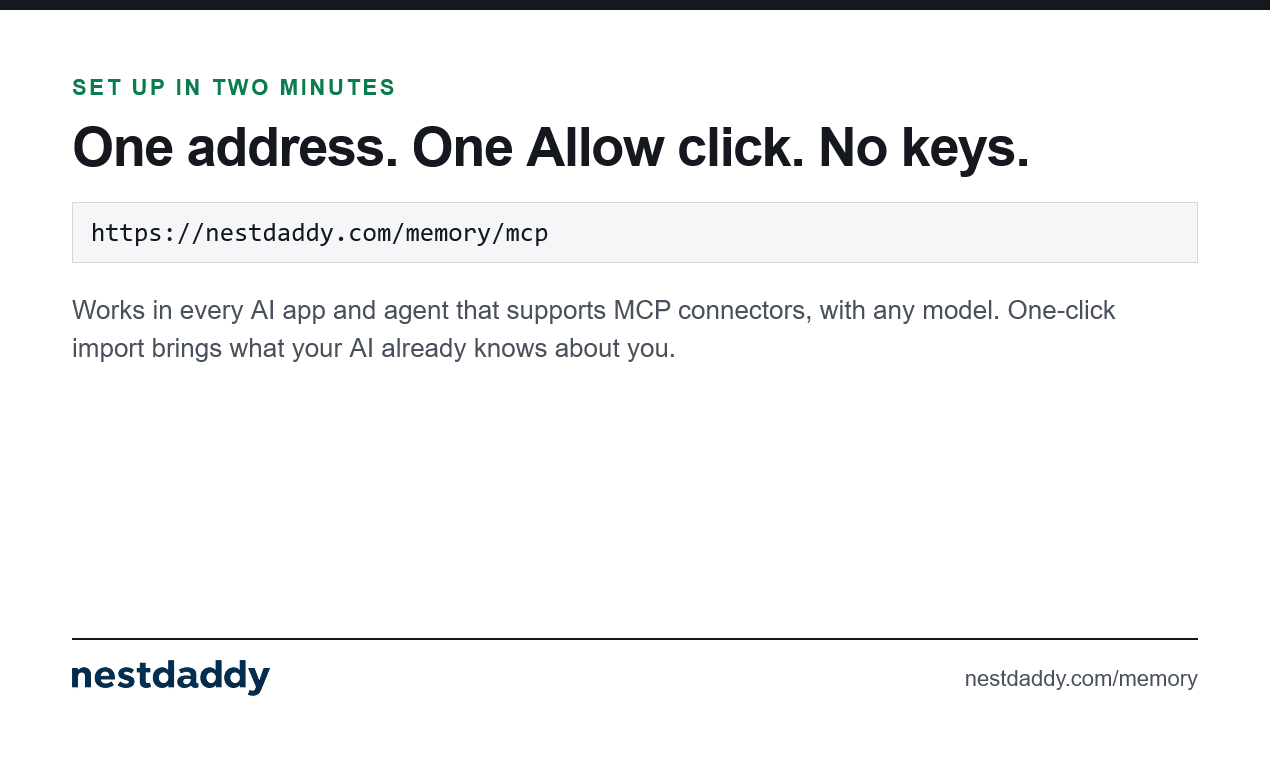 SET UP IN TWO MINUTES
One address. One Allow click. No keys.
https://nestdaddy.com/memory/mcp
Works in every AI app and agent that supports MCP connectors, with any model. One-click
import brings what your AI already knows about you.
nestdaddy
nestdaddy.com/memory